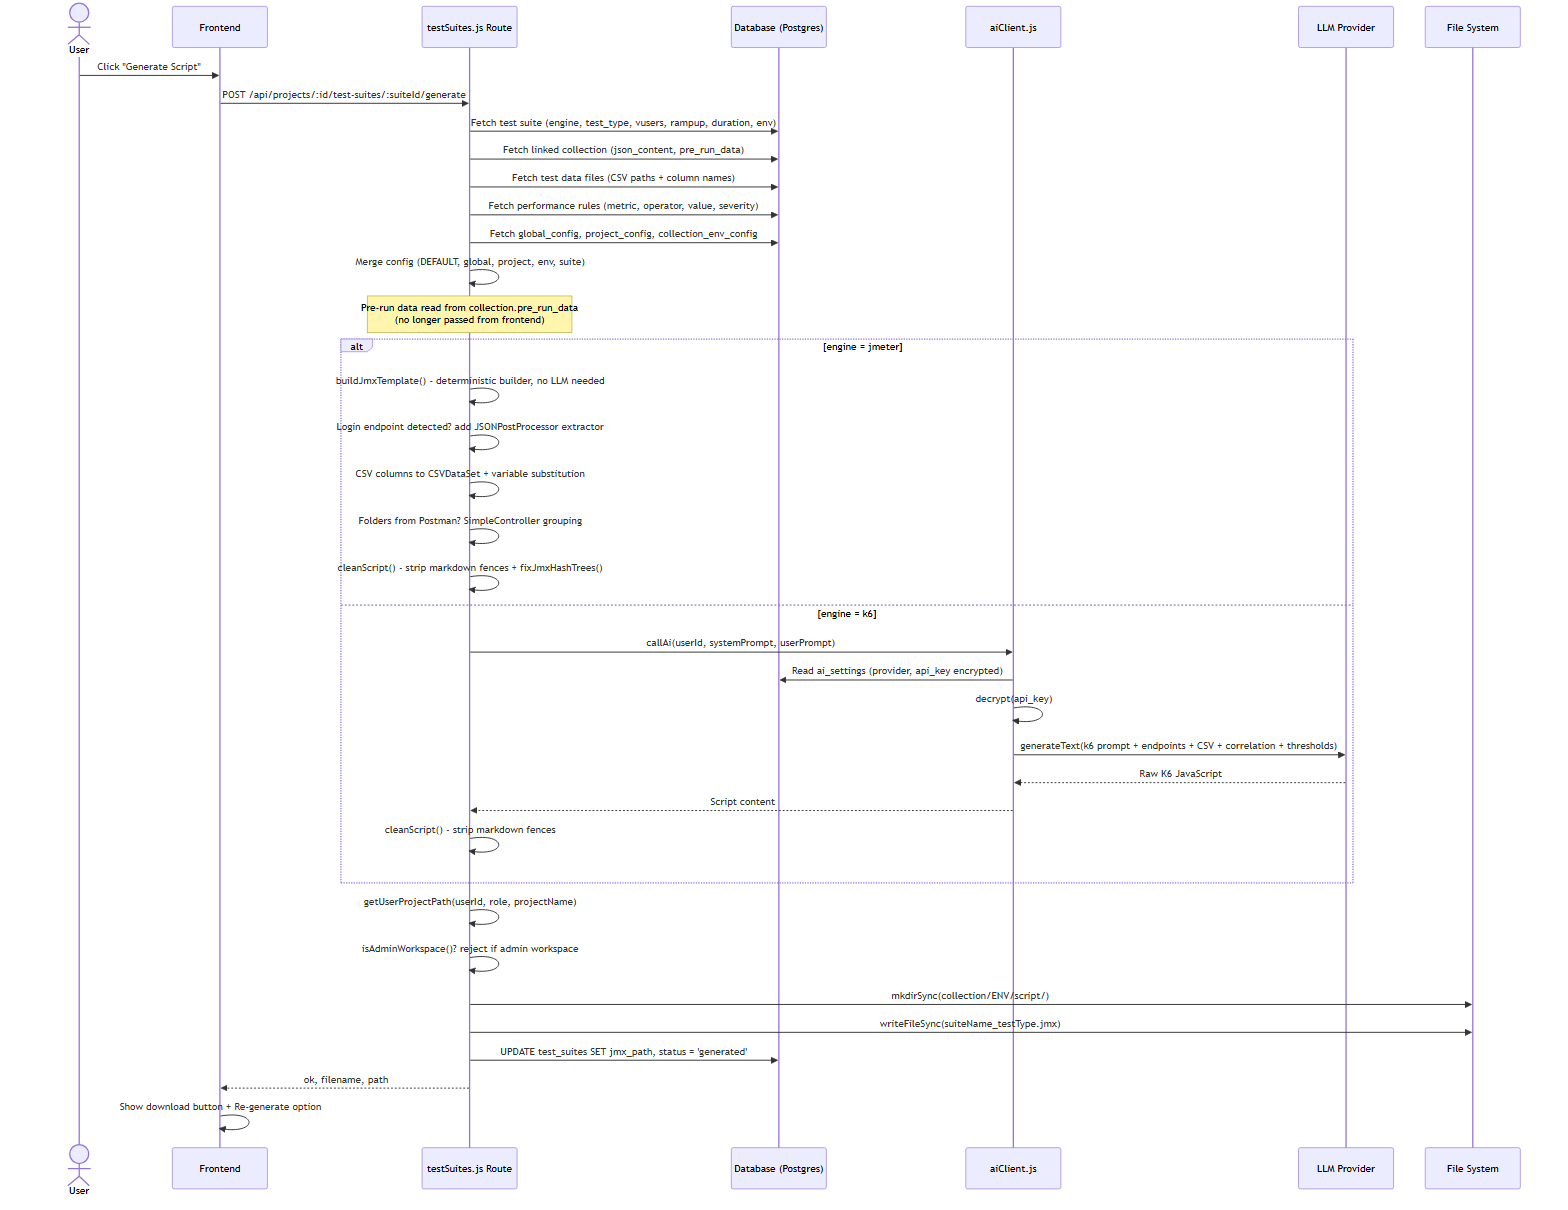 User
Frontend
testSuites.js Route
Database (Postgres)
aiClient.js
LLM Provider
File System
Click "Generate Script"
POST /api/projects/:id/test-suites/:suiteId/generate
Fetch test suite (engine, test_type, vusers, rampup, duration, env)
Fetch linked collection (json_content, pre_run_data)
Fetch test data files (CSV paths + column names)
Fetch performance rules (metric, operator, value, severity)
Fetch global_config, project_config, collection_env_config
Merge config (DEFAULT, global, project, env, suite)
Pre-run data read from collection.pre_run_data
(no longer passed from frontend)
alt
[engine = jmeter]
buildJmxTemplate() - deterministic builder, no LLM needed
Login endpoint detected? add JSONPostProcessor extractor
CSV columns to CSVDataSet + variable substitution
Folders from Postman? SimpleController grouping
cleanScript() - strip markdown fences + fixJmxHashTrees()
[engine = k6]
callAi(userId, systemPrompt, userPrompt)
Read ai_settings (provider, api_key encrypted)
decrypt(api_key)
generateText(k6 prompt + endpoints + CSV + correlation + thresholds)
Raw K6 JavaScript
Script content
cleanScript() - strip markdown fences
getUserProjectPath(userId, role, projectName)
isAdminWorkspace()? reject if admin workspace
mkdirSync(collection/ENV/script/)
writeFileSync(suiteName_testType.jmx)
UPDATE test_suites SET jmx_path, status = 'generated'
ok, filename, path
Show download button + Re-generate option
User
Frontend
testSuites.js Route
Database (Postgres)
aiClient.js
LLM Provider
File System